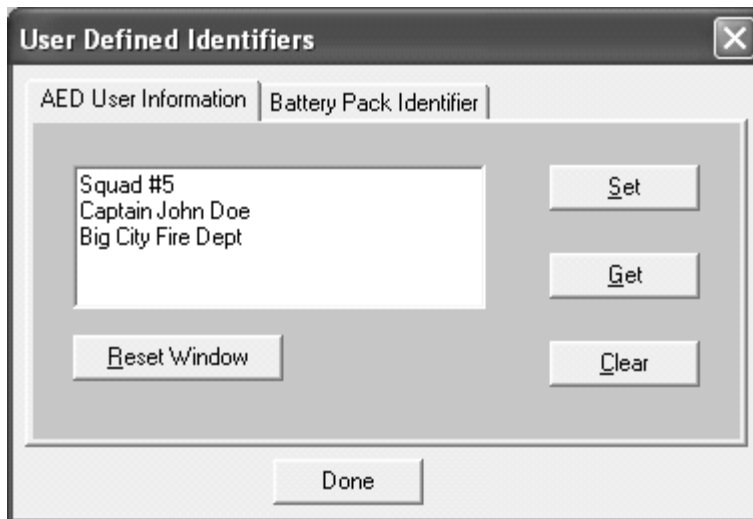 User Defined Identifiers
AED User Information
Battery Pack Identifier
Squad #5
Captain John Doe
Big City Fire Dept
Set
Get
Reset Window
Clear
Done